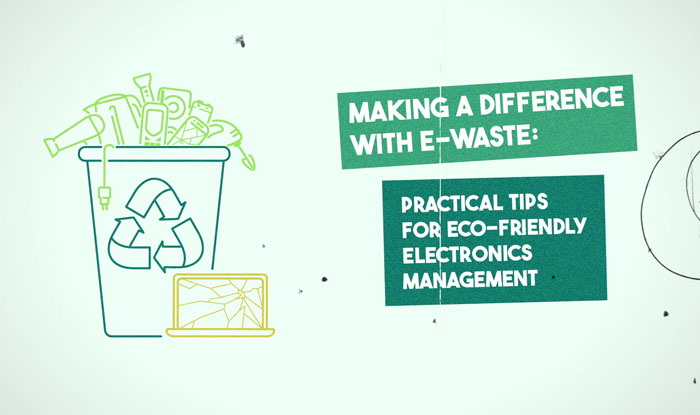 MAKING A DIFFERENCE
WITH E-WASTE:
PRACTICAL TIPS
FOR ECO-FRIENDLY
ELECTRONICS
MANAGEMENT